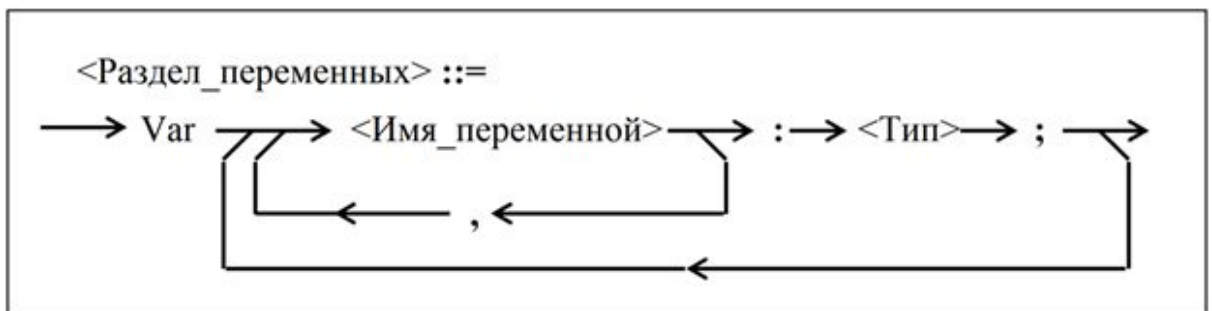 <Раздел_переменных> ::=
Var <Имя_переменной> : <Тип> ;
,